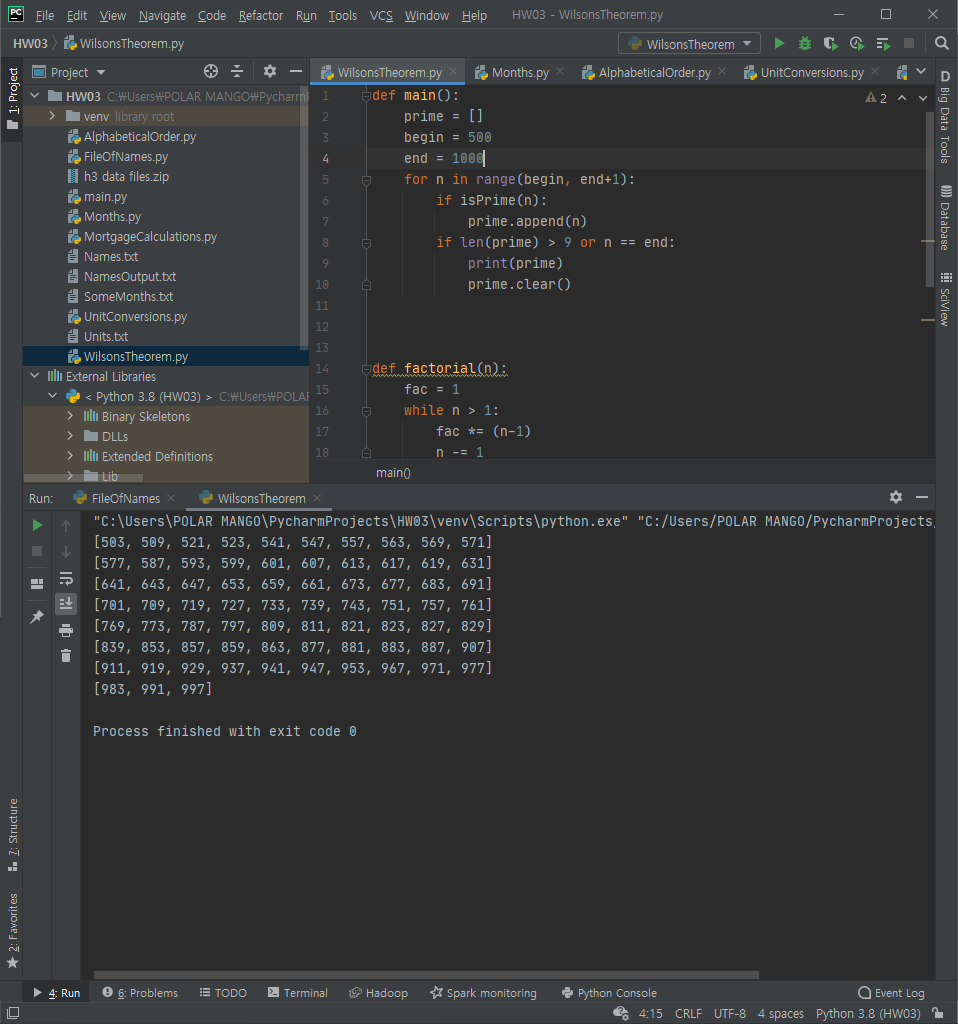 PC File Edit View Navigate Code Refactor Run Tools VCS Window Help HW03 - WilsonsTheorem.py
HW03 WilsonsTheorem.py WilsonsTheorem
Project WilsonsTheorem.py Months.py AlphabeticalOrder.py UnitConversions.py
HW03 C:₩Users₩POLAR MANGO₩Pycharm
venv library root
AlphabeticalOrder.py
FileOfNames.py
h3 data files.zip
main.py
Months.py
MortgageCalculations.py
Names.txt
NamesOutput.txt
SomeMonths.txt
UnitConversions.py
Units.txt
WilsonsTheorem.py
External Libraries
< Python 3.8 (HW03) > C:₩Users₩POLAR
Binary Skeletons
DLLs
Extended Definitions
Lib
1 def main():
2 prime = []
3 begin = 500
4 end = 1000
5 for n in range(begin, end+1):
6 if isPrime(n):
7 prime.append(n)
8 if len(prime) > 9 or n == end:
9 print(prime)
10 prime.clear()
11
12
13
14 def factorial(n):
15 fac = 1
16 while n > 1:
17 fac *= (n-1)
18 n -= 1
2
main()
1: Project
D Big Data Tools
Database
SciView
Run: FileOfNames WilsonsTheorem
"C:\Users\POLAR MANGO\PycharmProjects\HW03\venv\Scripts\python.exe" "C:/Users/POLAR MANGO/PycharmProjects/
[503, 509, 521, 523, 541, 547, 557, 563, 569, 571]
[577, 587, 593, 599, 601, 607, 613, 617, 619, 631]
[641, 643, 647, 653, 659, 661, 673, 677, 683, 691]
[701, 709, 719, 727, 733, 739, 743, 751, 757, 761]
[769, 773, 787, 797, 809, 811, 821, 823, 827, 829]
[839, 853, 857, 859, 863, 877, 881, 883, 887, 907]
[911, 919, 929, 937, 941, 947, 953, 967, 971, 977]
[983, 991, 997]
Process finished with exit code 0
7: Structure
2: Favorites
4: Run 6: Problems TODO Terminal Hadoop Spark monitoring Python Console Event Log
4:15 CRLF UTF-8 4 spaces Python 3.8 (HW03)